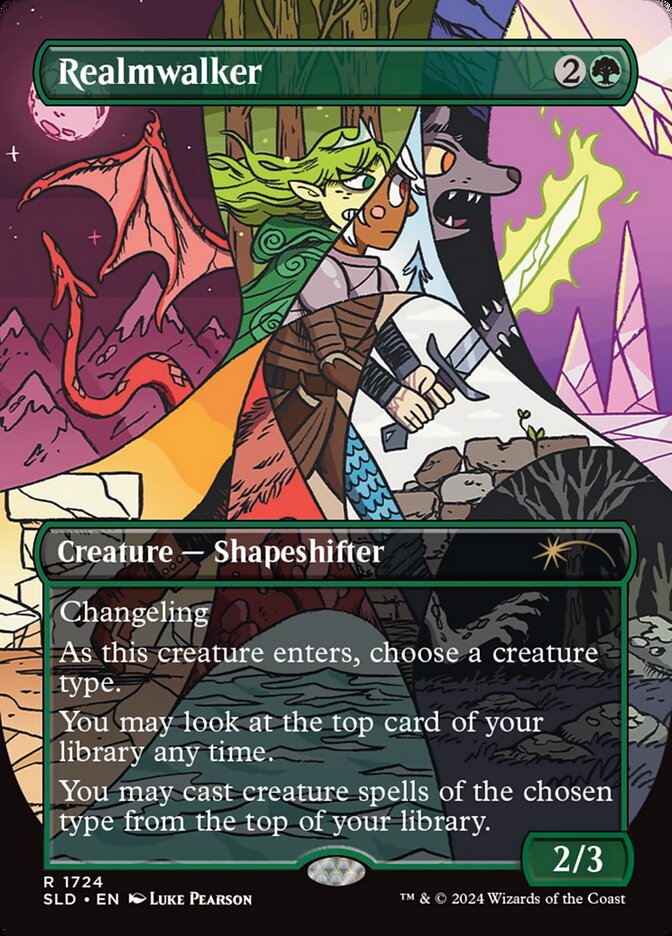 Realmwalker 2
Creature — Shapeshifter
Changeling
As this creature enters, choose a creature
type.
You may look at the top card of your
library any time.
You may cast creature spells of the chosen
type from the top of your library.
2/3
R 1724
SLD • EN Luke Pearson
™ & © 2024 Wizards of the Coast